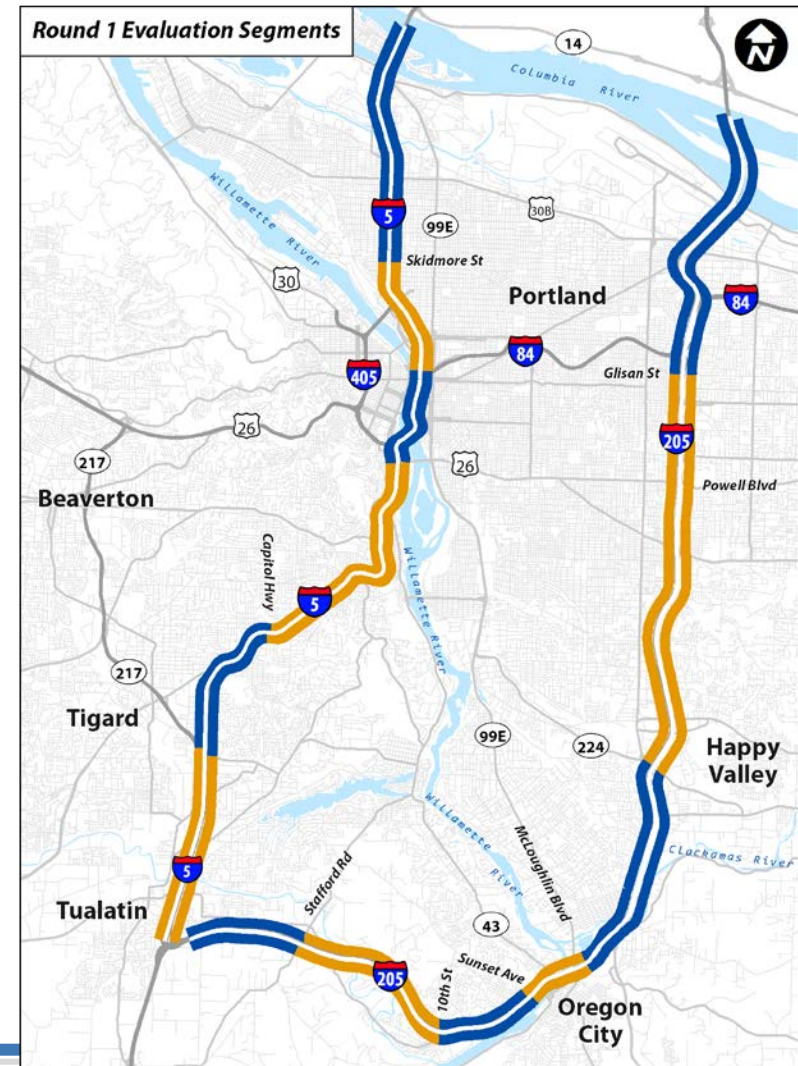 Round 1 Evaluation Segments
N
14
Columbia River
Willamette River
5
99E
30B
Skidmore St
30
Portland
84
84
405
Glisan St
26
205
217
26
Powell Blvd
Beaverton
Capitol Hwy
Willamette River
5
217
Tigard
99E
224
Happy
Valley
Willamette
River
McLoughlin Blvd
Clackamas River
5
Stafford Rd
Tualatin
43
Sunset Ave
205
10th St
Oregon
City